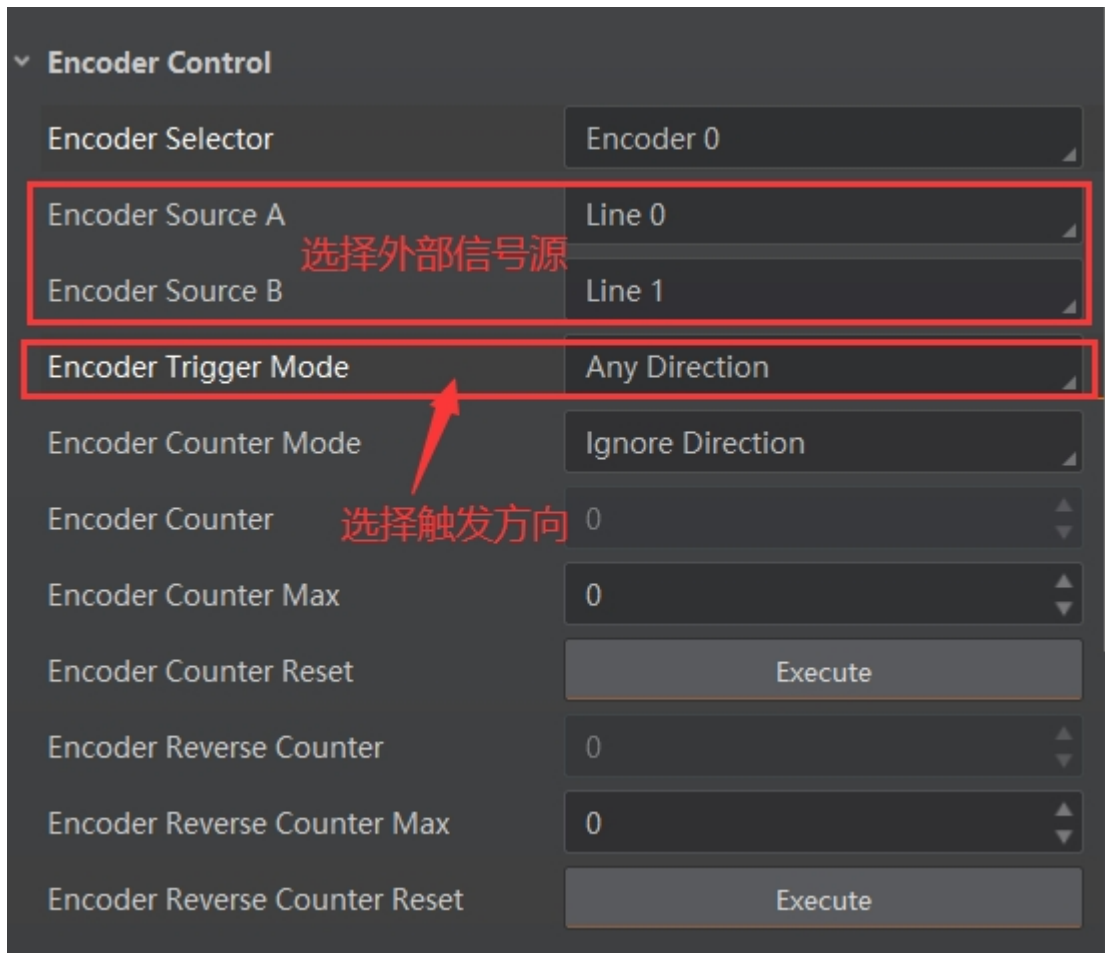 Encoder Control
Encoder Selector Encoder 0
Encoder Source A Line 0
选择外部信号源
Encoder Source B Line 1
Encoder Trigger Mode Any Direction
Encoder Counter Mode Ignore Direction
Encoder Counter 0
选择触发方向
Encoder Counter Max 0
Encoder Counter Reset Execute
Encoder Reverse Counter 0
Encoder Reverse Counter Max 0
Encoder Reverse Counter Reset Execute